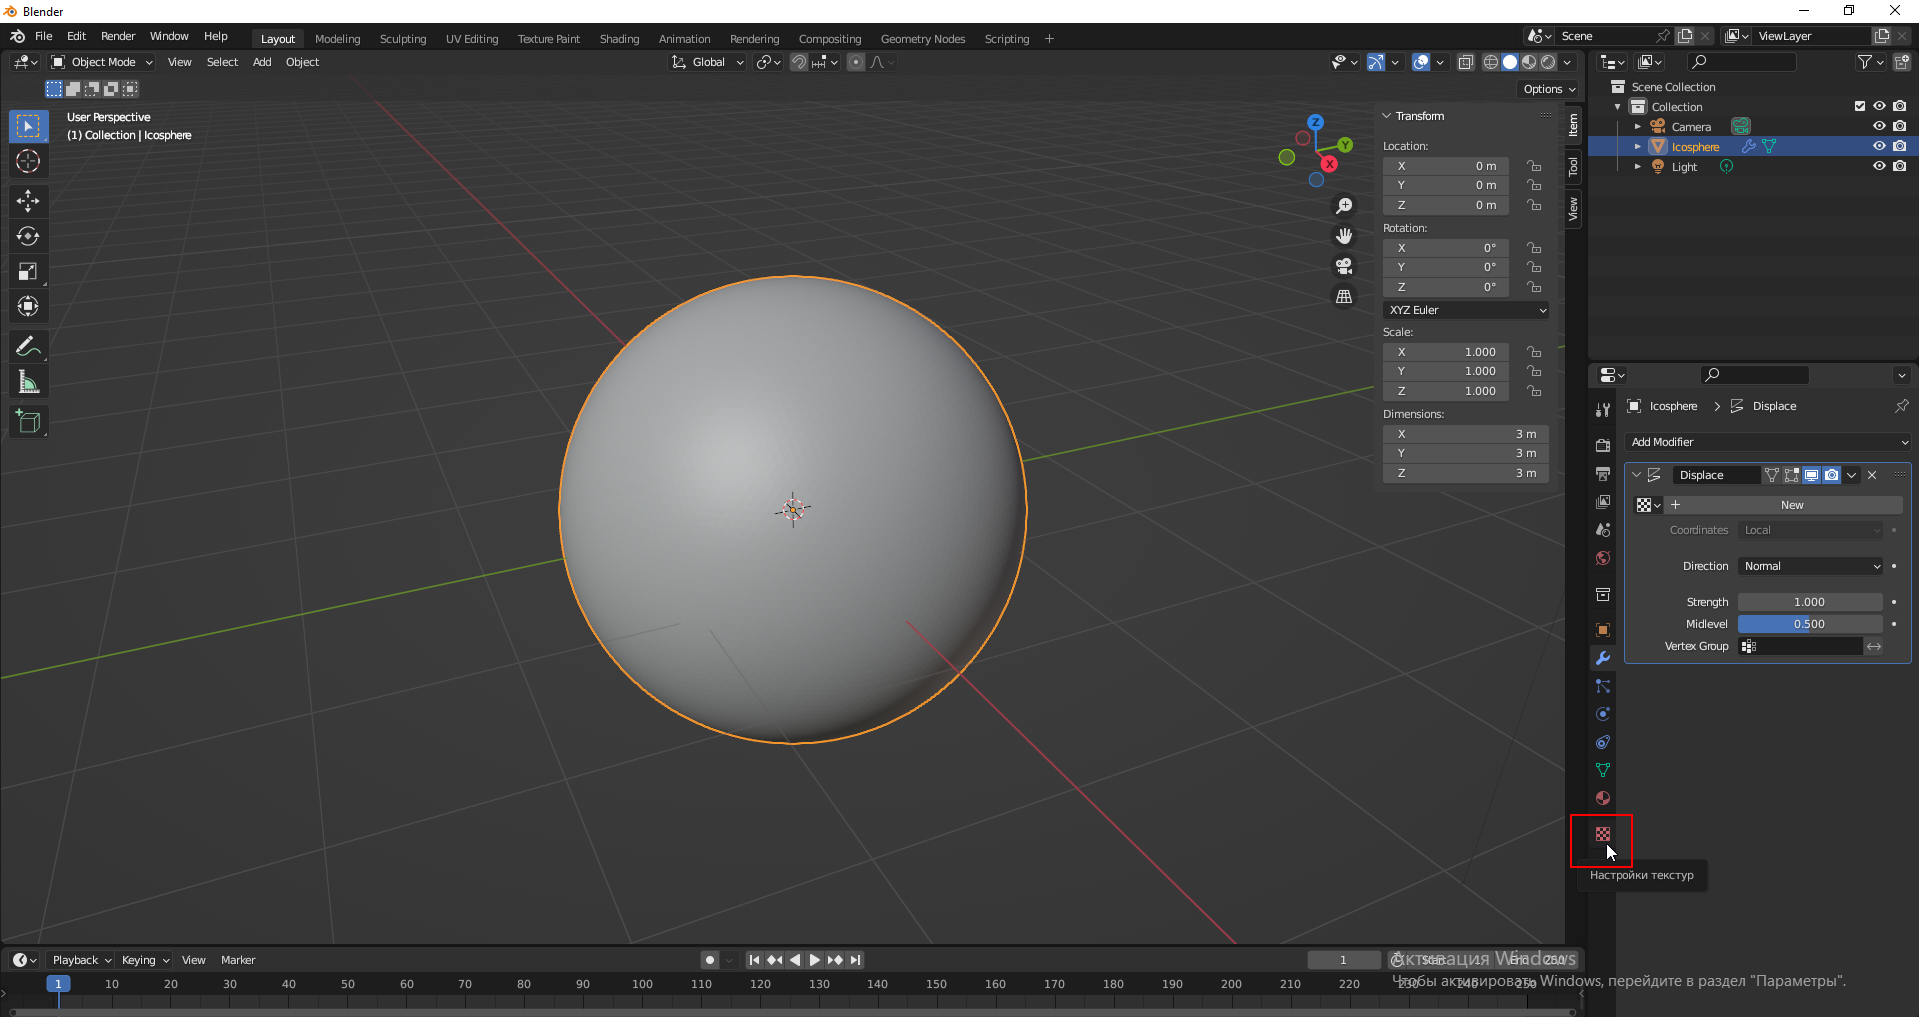 Blender
File Edit Render Window Help Layout Modeling Sculpting UV Editing Texture Paint Shading Animation Rendering Compositing Geometry Nodes Scripting + Scene ViewLayer
Object Mode View Select Add Object Global
Options
User Perspective
(1) Collection | Icosphere
Z
Y
X
Transform
Location:
X 0 m
Y 0 m
Z 0 m
Rotation:
X 0°
Y 0°
Z 0°
XYZ Euler
Scale:
X 1.000
Y 1.000
Z 1.000
Dimensions:
X 3 m
Y 3 m
Z 3 m
Item
Tool
View
Scene Collection
Collection
Camera
Icosphere
Light
Icosphere > Displace
Add Modifier
Displace
+ New
Coordinates Local
Direction Normal
Strength 1.000
Midlevel 0.500
Vertex Group
Настройки текстур
Playback Keying View Marker 1 Start 1 End 250
1 10 20 30 40 50 60 70 80 90 100 110 120 130 140 150 160 170 180 190 200 210 220 230 240 250
Активация Windows
Чтобы активировать Windows, перейдите в раздел "Параметры".